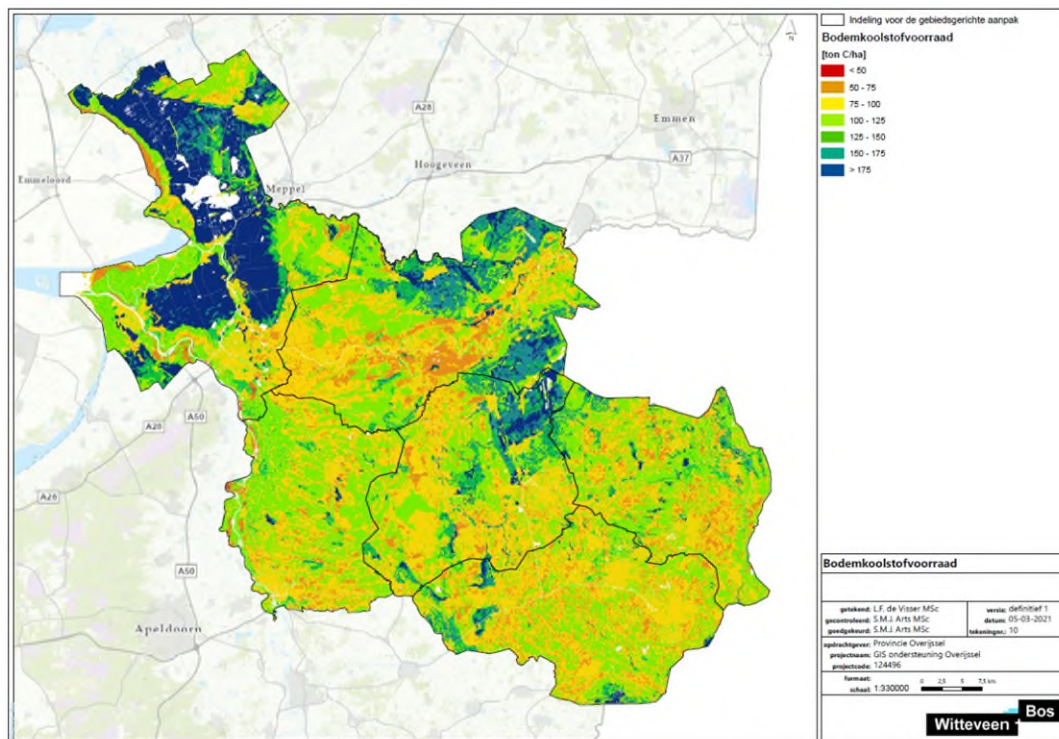 Indeling voor de gebiedsgerichte aanpak
Bodemkoolstofvoorraad
[ton C/ha]
< 50
50 - 75
75 - 100
100 - 125
125 - 150
150 - 175
> 175
N
A28
Emmen
Hoogeveen
A37
Emmeloord
Meppel
A50
A28
A28
A50
Apeldoorn
Bodemkoolstofvoorraad
getekend: L.F. de Visser MSc
versie: definitief 1
gecontroleerd: S.M.J. Arts MSc
datum: 05-03-2021
goedgekeurd: S.M.J. Arts MSc
tekeningnr.: 10
opdrachtgever: Provincie Overijssel
projectnaam: GIS ondersteuning Overijssel
projectcode: 124496
formaat:
schaal: 1:330000
0 2,5 5 7,5 km
Witteveen + Bos